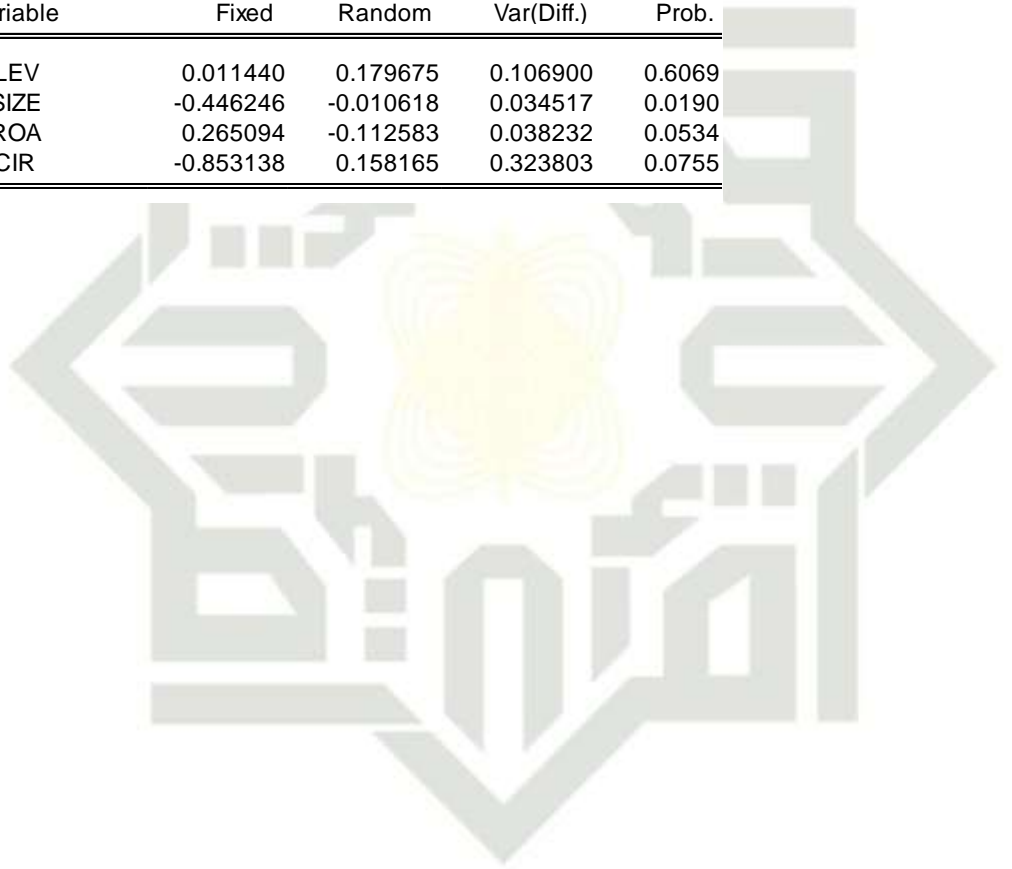 riable Fixed Random Var(Diff.) Prob.
LEV 0.011440 0.179675 0.106900 0.6069
SIZE -0.446246 -0.010618 0.034517 0.0190
ROA 0.265094 -0.112583 0.038232 0.0534
CIR -0.853138 0.158165 0.323803 0.0755